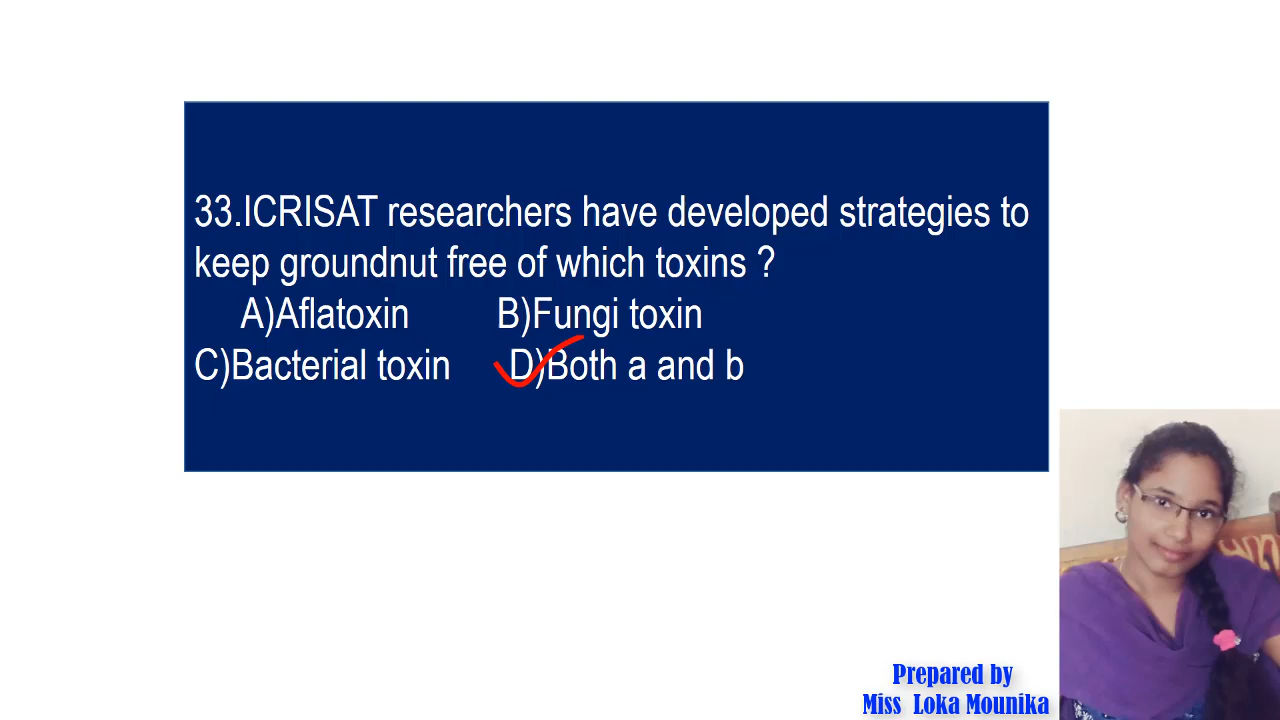 33.ICRISAT researchers have developed strategies to
keep groundnut free of which toxins ?
A)Aflatoxin B)Fungi toxin
C)Bacterial toxin D)Both a and b
Prepared by
Miss Loka Mounika